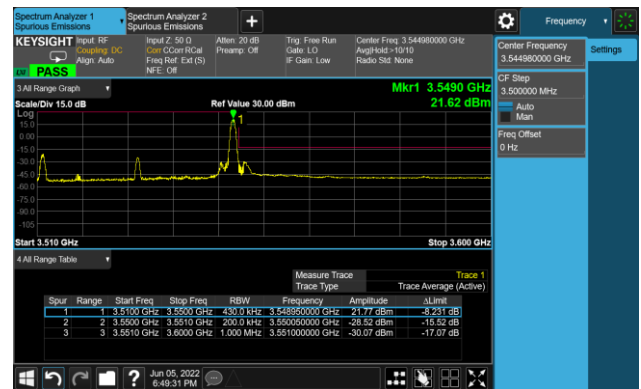 Spectrum Analyzer 1
Spurious Emissions
Spectrum Analyzer 2
Spurious Emissions
Frequency
KEYSIGHT
Input: RF
Coupling: DC
Align: Auto
Input Z: 50 Ω
Corr CCorr RCal
Freq Ref: Ext (S)
NFE: Off
Atten: 20 dB
Preamp: Off
Trig: Free Run
Gate: LO
IF Gain: Low
Center Freq: 3.544980000 GHz
Avg|Hold:>10/10
Radio Std: None
PASS
Center Frequency
3.544980000 GHz
Settings
CF Step
3.500000 MHz
Auto
Man
Freq Offset
0 Hz
3 All Range Graph
Mkr1 3.5490 GHz
21.62 dBm
Scale/Div 15.0 dB
Ref Value 30.00 dBm
Log
1
15.0
0.00
-15.0
-30.0
-45.0
-60.0
-75.0
-90.0
-105
Start 3.510 GHz
Stop 3.600 GHz
4 All Range Table
Measure Trace Trace 1
Trace Type Trace Average (Active)
Spur Range Start Freq Stop Freq RBW Frequency Amplitude ΔLimit
1 1 3.5100 GHz 3.5500 GHz 430.0 kHz 3.548950000 GHz 21.77 dBm -8.231 dB
2 2 3.5500 GHz 3.5510 GHz 200.0 kHz 3.550050000 GHz -28.52 dBm -15.52 dB
3 3 3.5510 GHz 3.6000 GHz 1.000 MHz 3.551000000 GHz -30.07 dBm -17.07 dB
Jun 05, 2022
6:49:31 PM